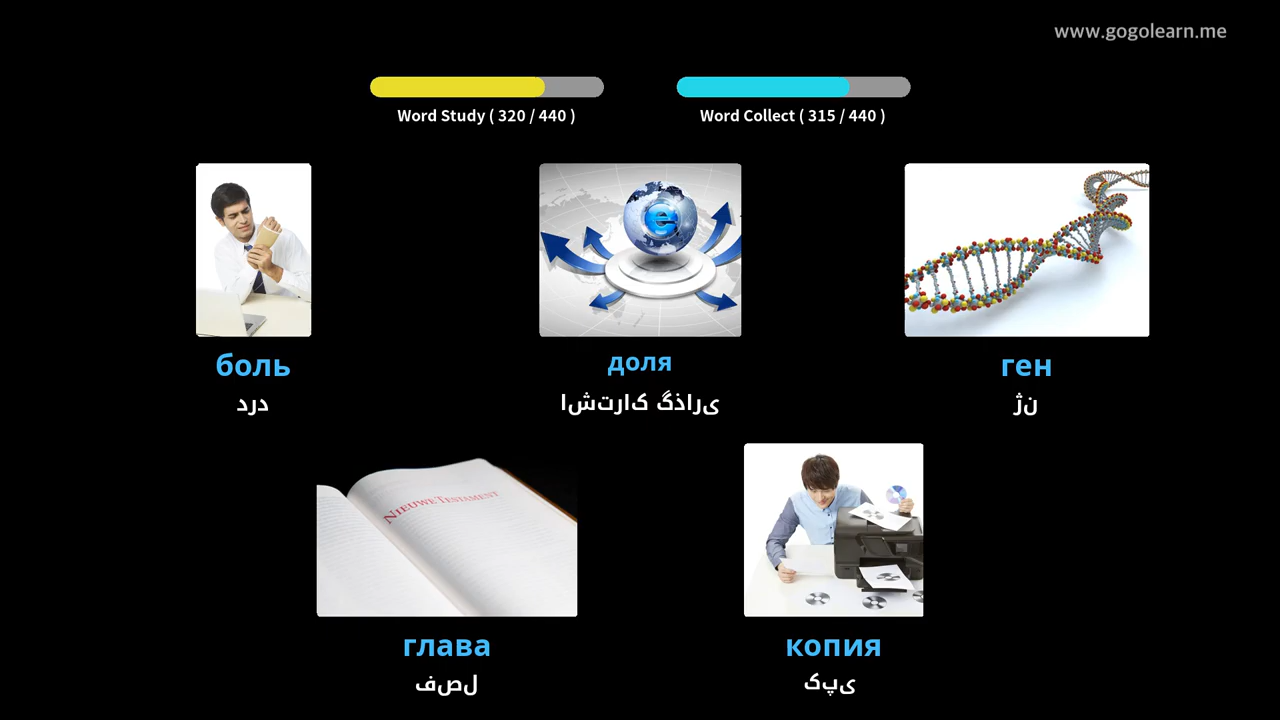 www.gogolearn.me
Word Study ( 320 / 440 )
Word Collect ( 315 / 440 )
боль
درد
доля
اشتراک گذاری
ген
ژن
глава
فصل
копия
کپی
NIEUWE TESTAMENT